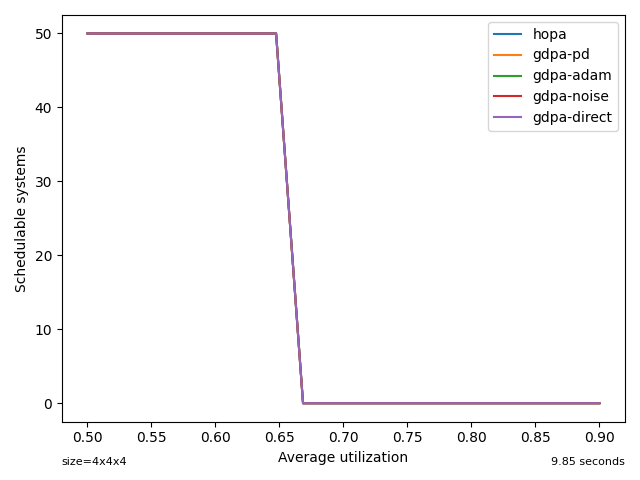 50
40
30
20
10
0
Schedulable systems
hopa
gdpa-pd
gdpa-adam
gdpa-noise
gdpa-direct
0.50 0.55 0.60 0.65 0.70 0.75 0.80 0.85 0.90
Average utilization
size=4x4x4
9.85 seconds